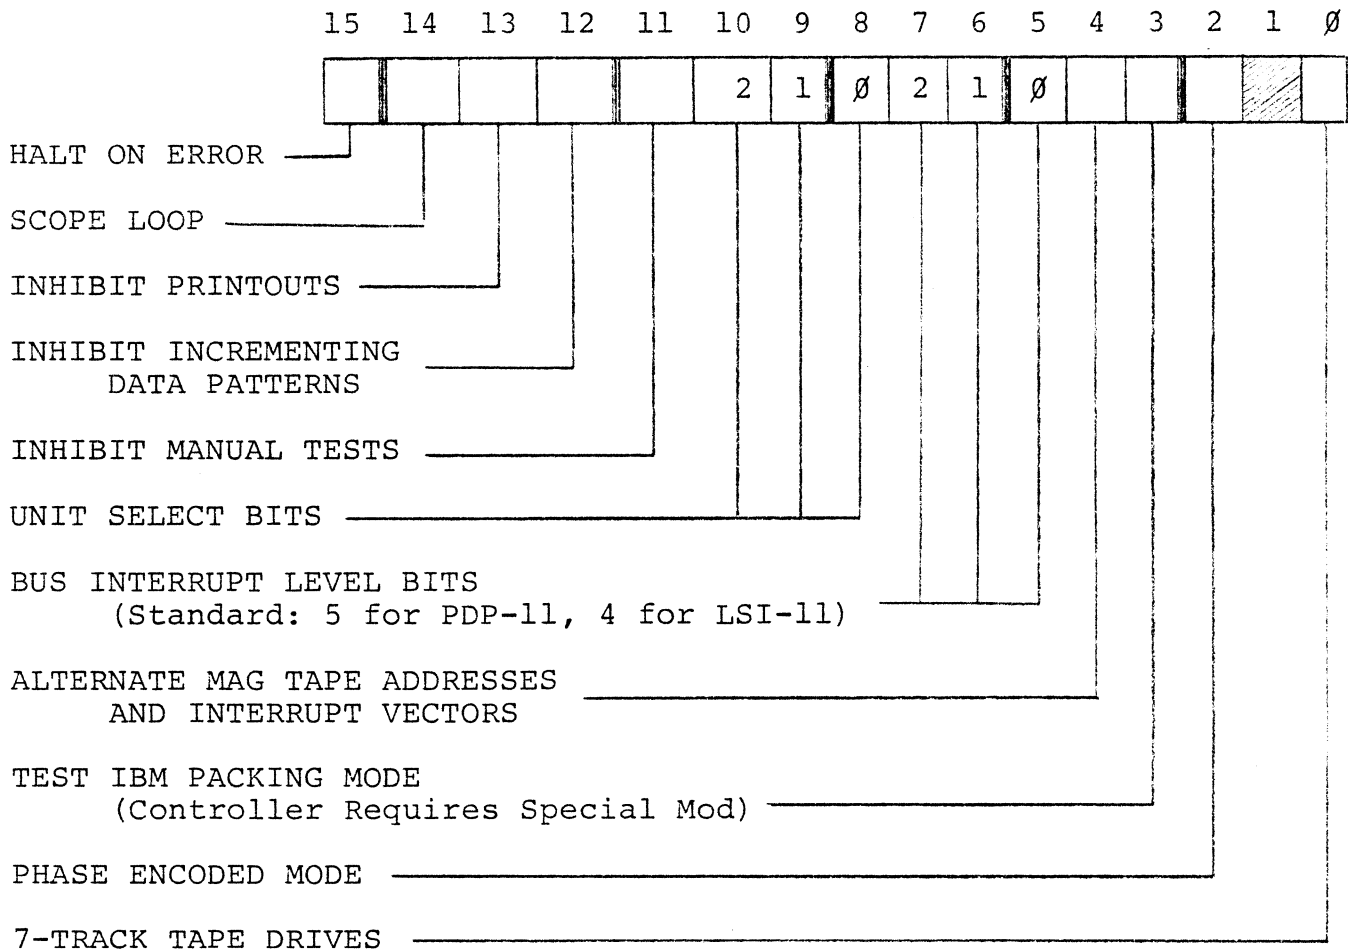 15 14 13 12 11 10 9 8 7 6 5 4 3 2 1 Ø
2 1 Ø 2 1 Ø
HALT ON ERROR
SCOPE LOOP
INHIBIT PRINTOUTS
INHIBIT INCREMENTING
DATA PATTERNS
INHIBIT MANUAL TESTS
UNIT SELECT BITS
BUS INTERRUPT LEVEL BITS
(Standard: 5 for PDP-11, 4 for LSI-11)
ALTERNATE MAG TAPE ADDRESSES
AND INTERRUPT VECTORS
TEST IBM PACKING MODE
(Controller Requires Special Mod)
PHASE ENCODED MODE
7-TRACK TAPE DRIVES